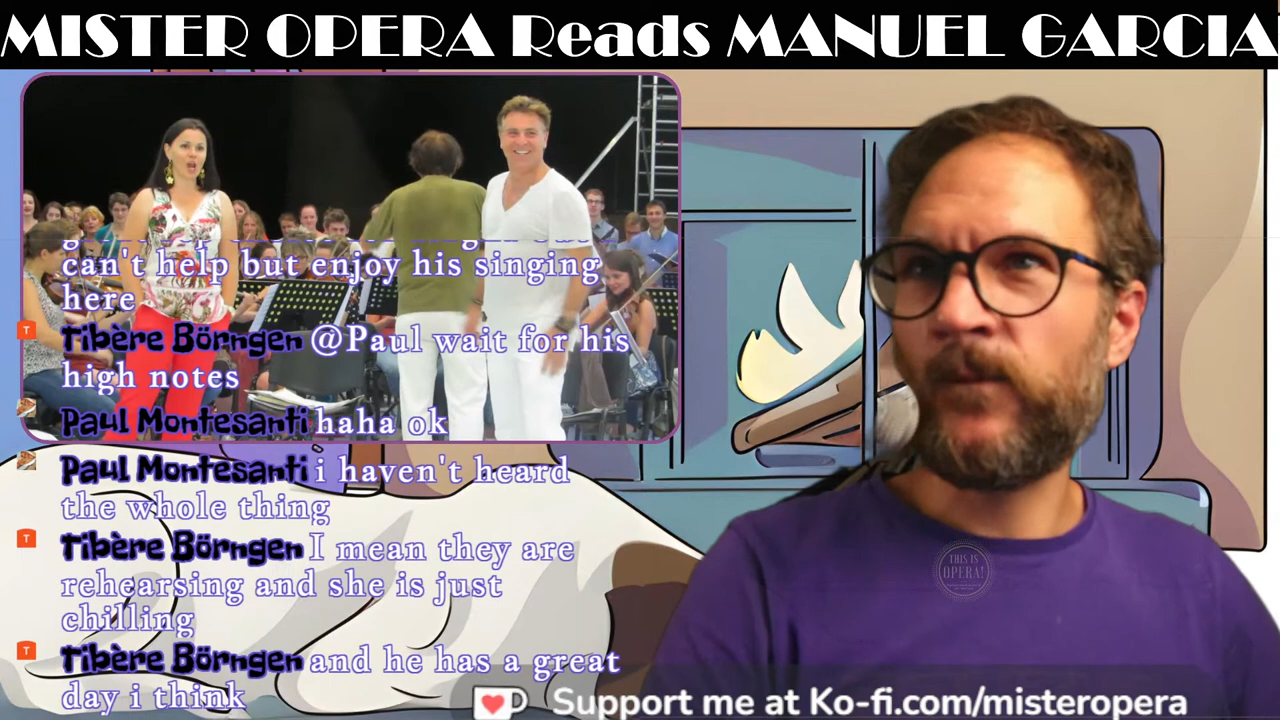 MISTER OPERA Reads MANUEL GARCIA
can't help but enjoy his singing
here
Tibère Börngen @Paul wait for his
high notes
Paul Montesanti haha ok
Paul Montesanti i haven't heard
the whole thing
Tibère Börngen I mean they are
rehearsing and she is just
chilling
Tibère Börngen and he has a great
day i think
T
T
T
THIS IS
OPERA!
Support me at Ko-fi.com/misteropera